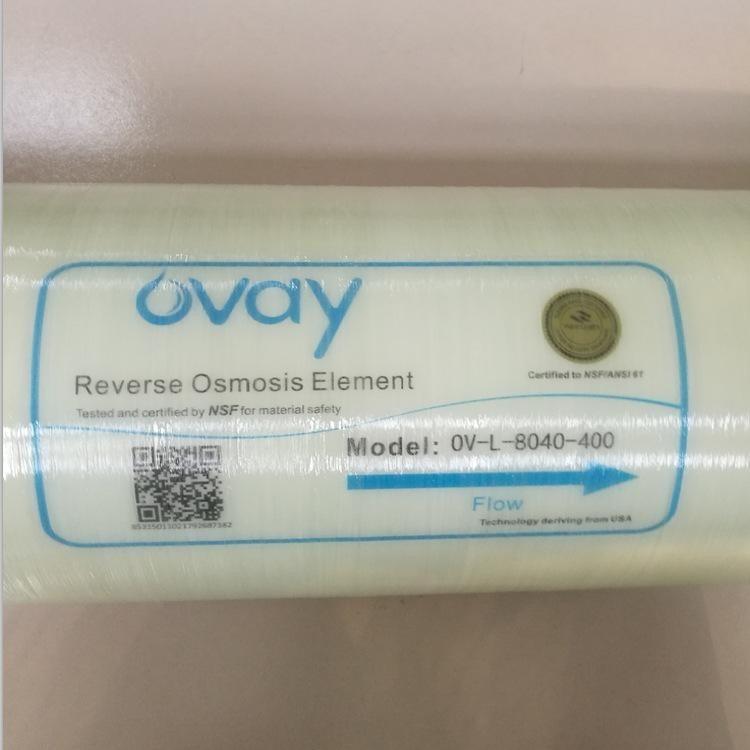 ovay
Reverse Osmosis Element
Tested and certified by NSF for material safety
Certified to NSF/ANSI 61
Model: OV-L-8040-400
Flow
Technology deriving from USA